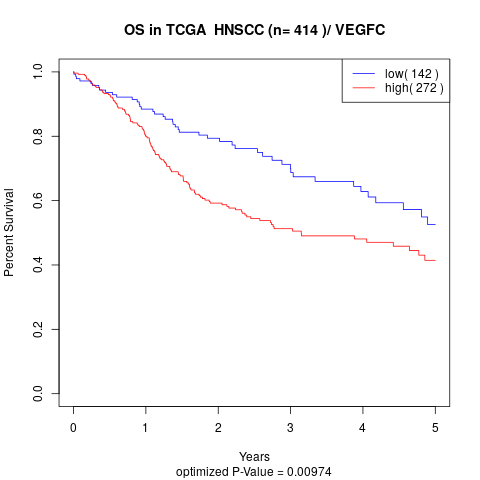 OS in TCGA  HNSCC (n= 414 )/ VEGFC
low( 142 )
high( 272 )
Percent Survival
1.0
0.8
0.6
0.4
0.2
0.0
0 1 2 3 4 5
Years
optimized P-Value = 0.00974